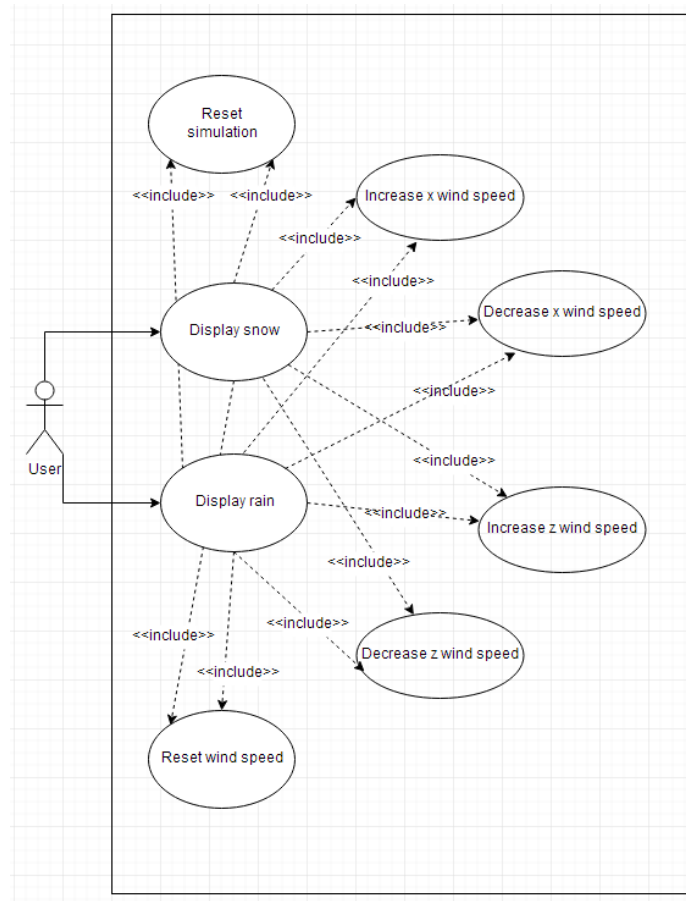 Reset
simulation
<<include>>
<<include>>
Increase x wind speed
<<include>>
<<include>>
Decrease x wind speed
Display snow
<<include>>
<<include>>
User
<<include>>
Display rain
<<include>>
Increase z wind speed
<<include>>
<<include>>
<<include>>
Decrease z wind speed
<<include>>
Reset wind speed